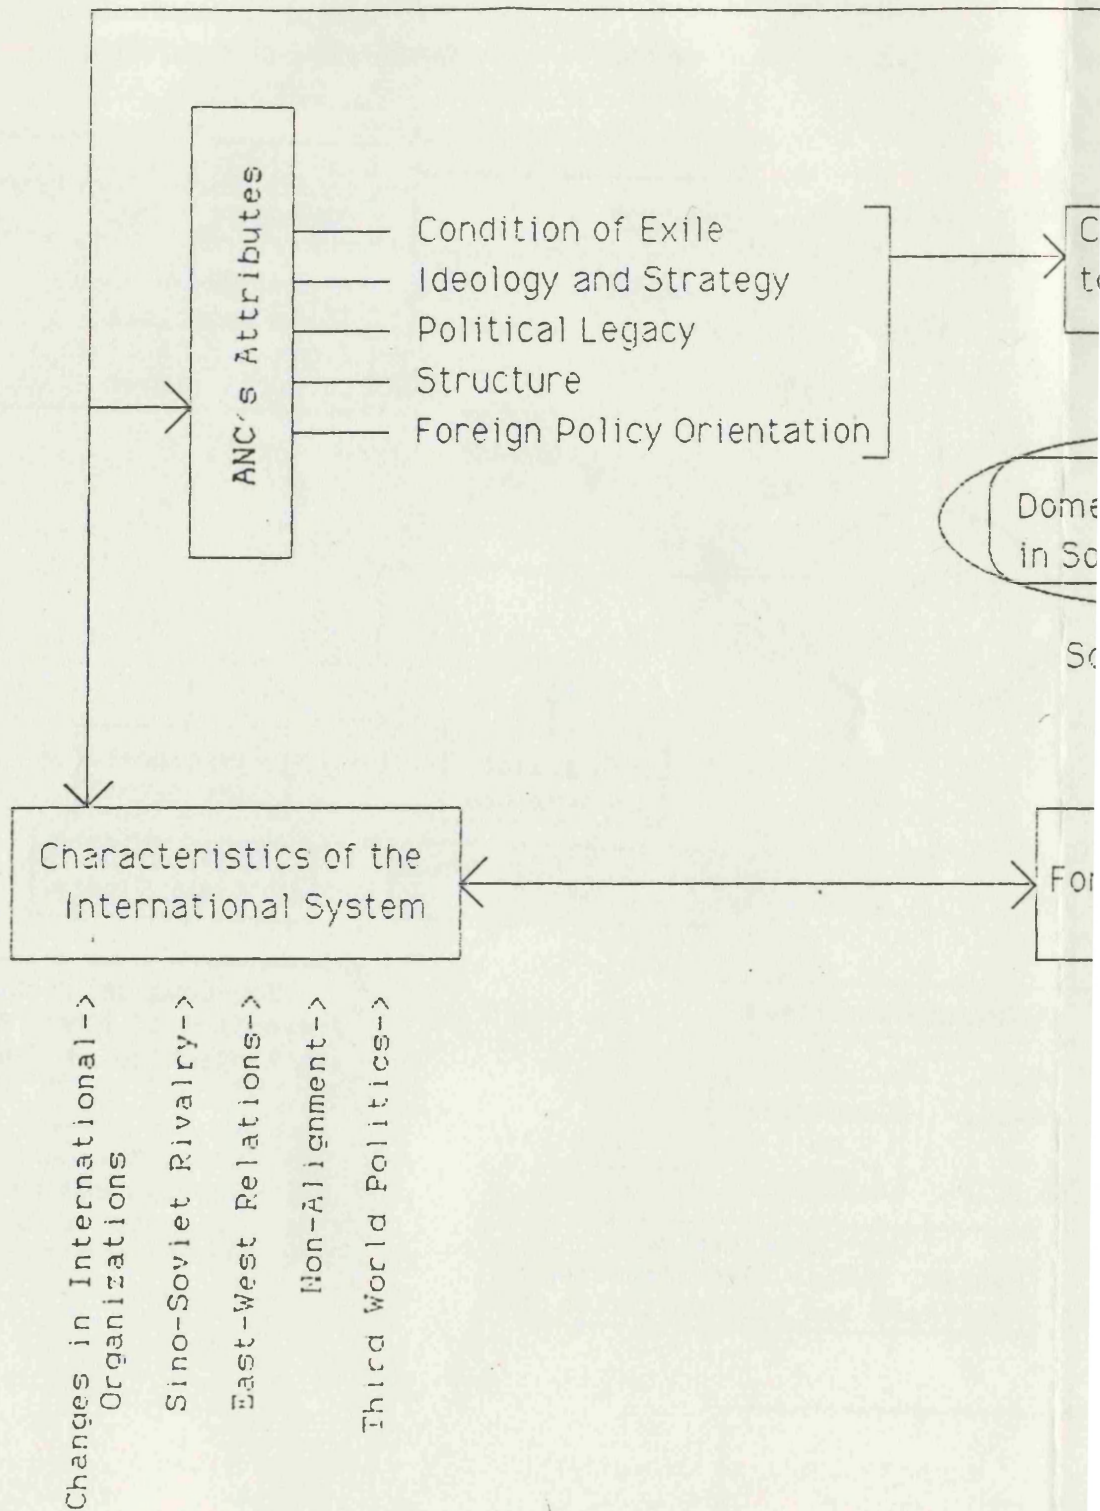 ANC's Attributes
Condition of Exile
Ideology and Strategy
Political Legacy
Structure
Foreign Policy Orientation
in
Characteristics of the
International System
Changes in International-->
Organizations
Sino-Soviet Rivalry-->
East-West Relations-->
Non-Alignment-->
Third World Politics-->